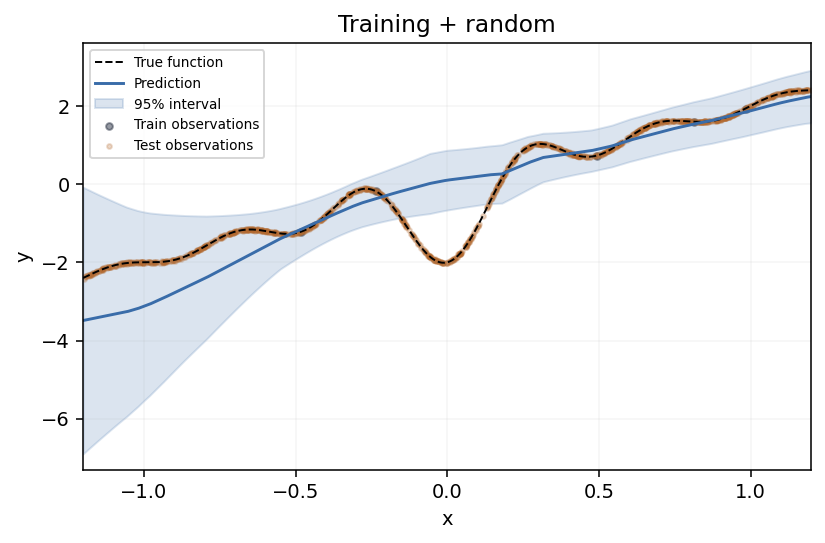 Training + random
True function
Prediction
95% interval
Train observations
Test observations
2
0
−2
−4
−6
y
−1.0
−0.5
0.0
0.5
1.0
x